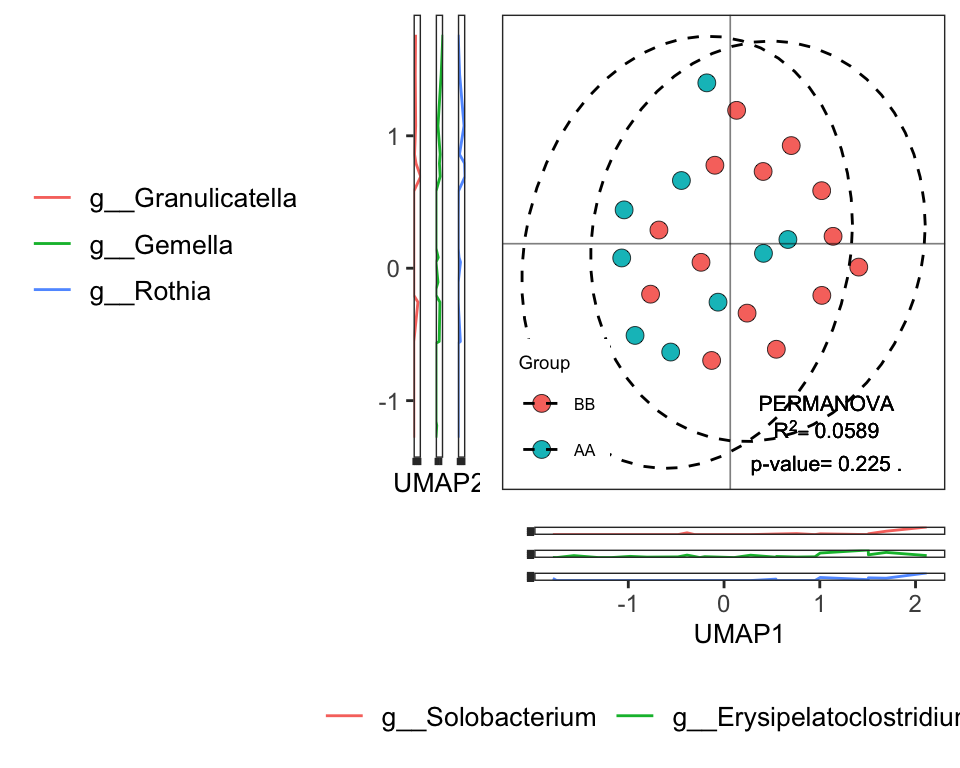 g__Granulicatella
g__Gemella
g__Rothia
1
0
-1
UMAP2
Group
BB
AA
PERMANOVA
R2= 0.0589
p-value= 0.225 .
-1 0 1 2
UMAP1
g__Solobacterium g__Erysipelatoclostridiur